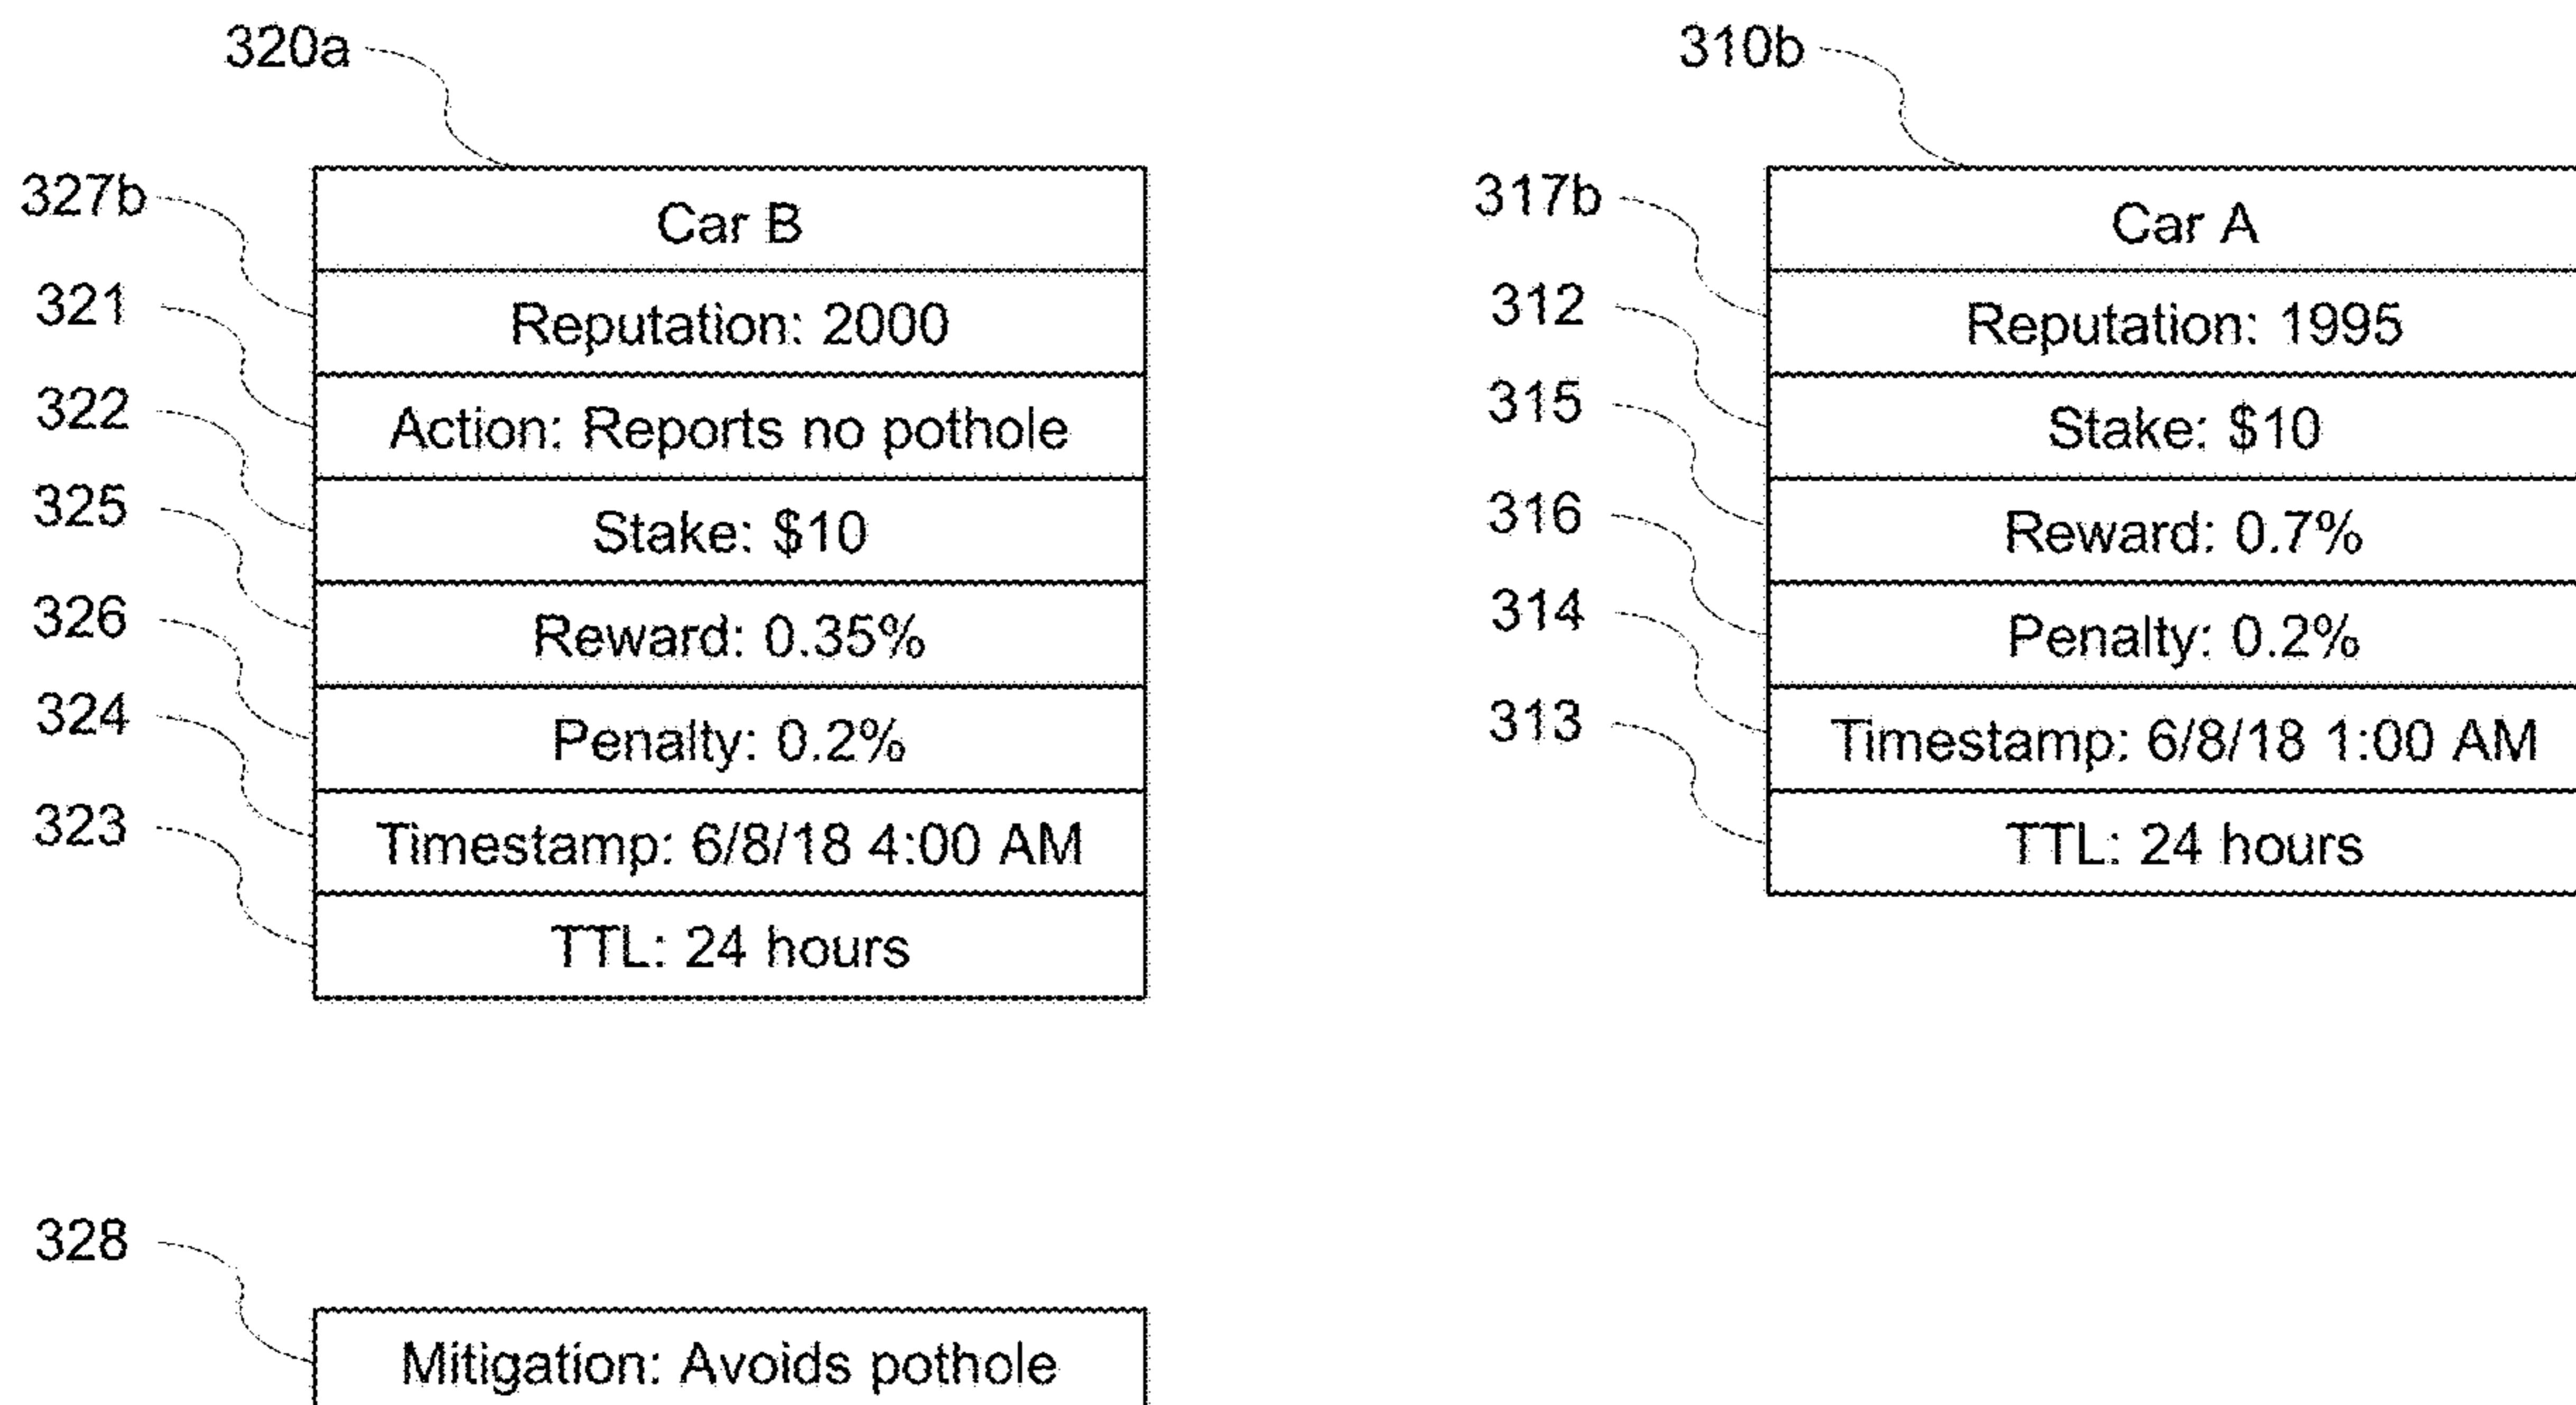 320a
327b
321
322
325
326
324
323
Car B
Reputation: 2000
Action: Reports no pothole
Stake: $10
Reward: 0.35%
Penalty: 0.2%
Timestamp: 6/8/18 4:00 AM
TTL: 24 hours
328
Mitigation: Avoids pothole
310b
317b
312
315
316
314
313
Car A
Reputation: 1995
Stake: $10
Reward: 0.7%
Penalty: 0.2%
Timestamp: 6/8/18 1:00 AM
TTL: 24 hours